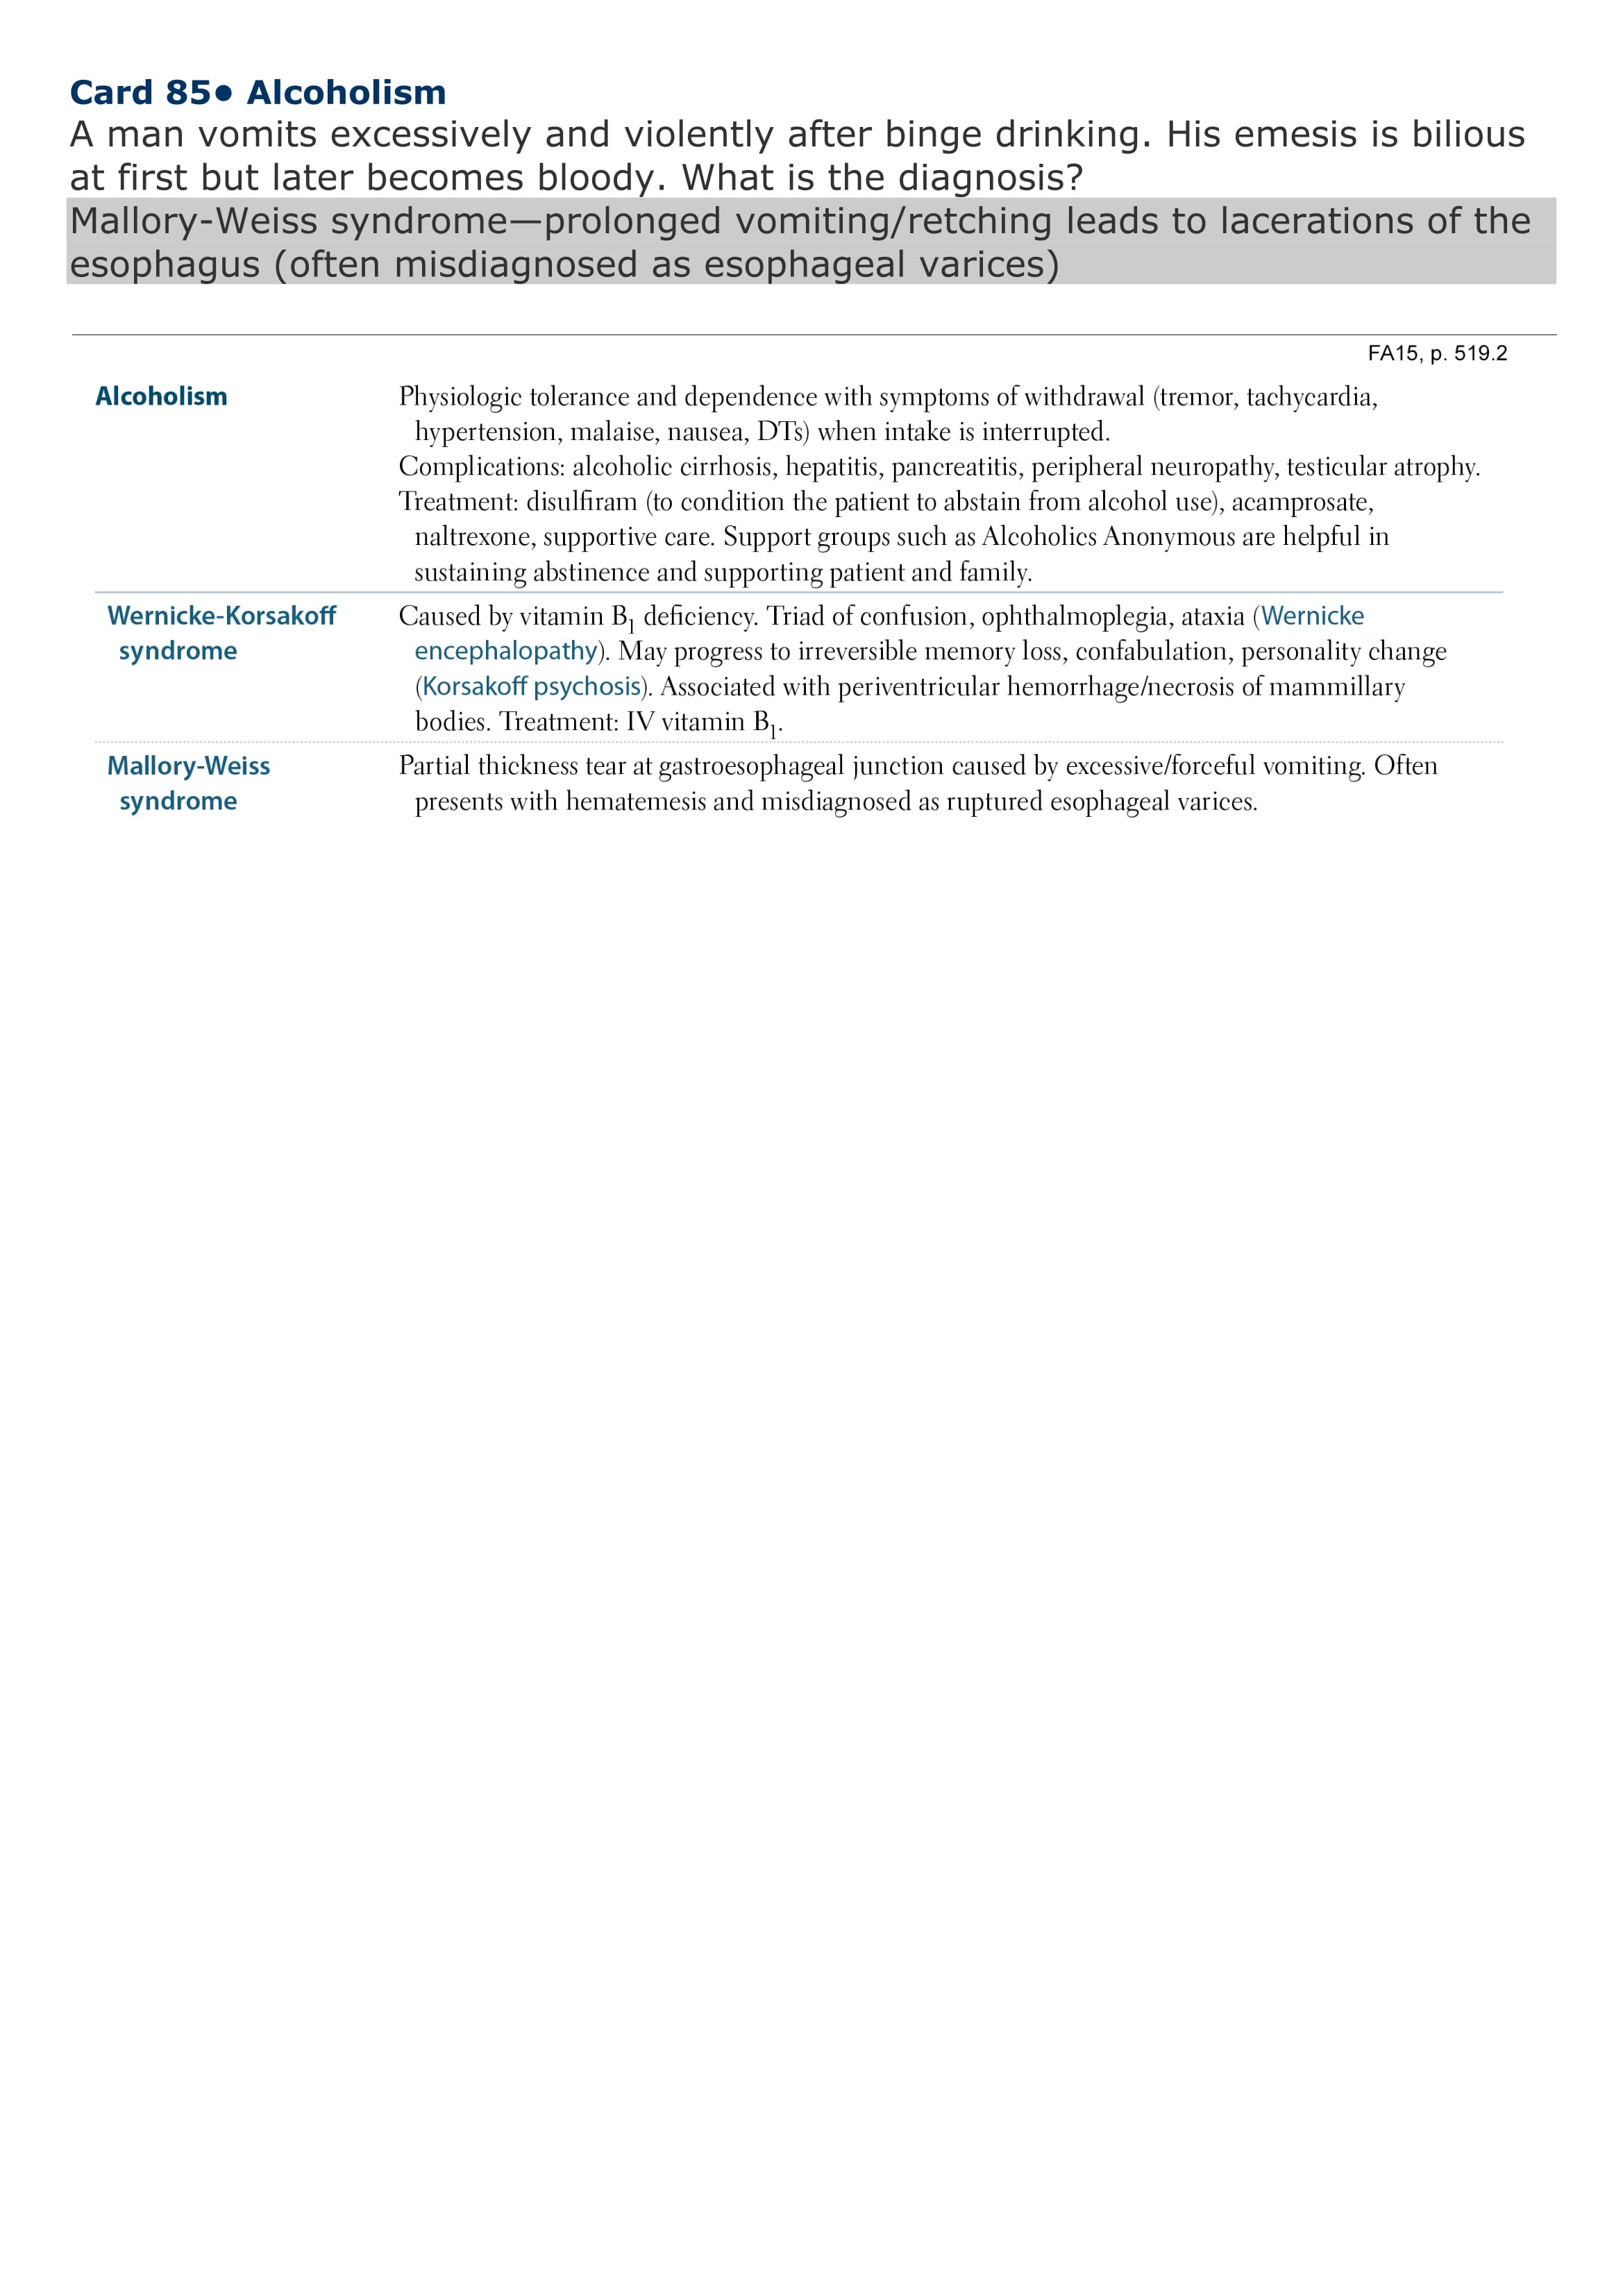 Card 85● Alcoholism
A man vomits excessively and violently after binge drinking. His emesis is bilious
at first but later becomes bloody. What is the diagnosis?
Mallory-Weiss syndrome—prolonged vomiting/retching leads to lacerations of the
esophagus (often misdiagnosed as esophageal varices)
FA15, p. 519.2
Alcoholism
Physiologic tolerance and dependence with symptoms of withdrawal (tremor, tachycardia,
hypertension, malaise, nausea, DTs) when intake is interrupted.
Complications: alcoholic cirrhosis, hepatitis, pancreatitis, peripheral neuropathy, testicular atrophy.
Treatment: disulfiram (to condition the patient to abstain from alcohol use), acamprosate,
naltrexone, supportive care. Support groups such as Alcoholics Anonymous are helpful in
sustaining abstinence and supporting patient and family.
Wernicke-Korsakoff
syndrome
Caused by vitamin B1 deficiency. Triad of confusion, ophthalmoplegia, ataxia (Wernicke
encephalopathy). May progress to irreversible memory loss, confabulation, personality change
(Korsakoff psychosis). Associated with periventricular hemorrhage/necrosis of mammillary
bodies. Treatment: IV vitamin B1.
Mallory-Weiss
syndrome
Partial thickness tear at gastroesophageal junction caused by excessive/forceful vomiting. Often
presents with hematemesis and misdiagnosed as ruptured esophageal varices.